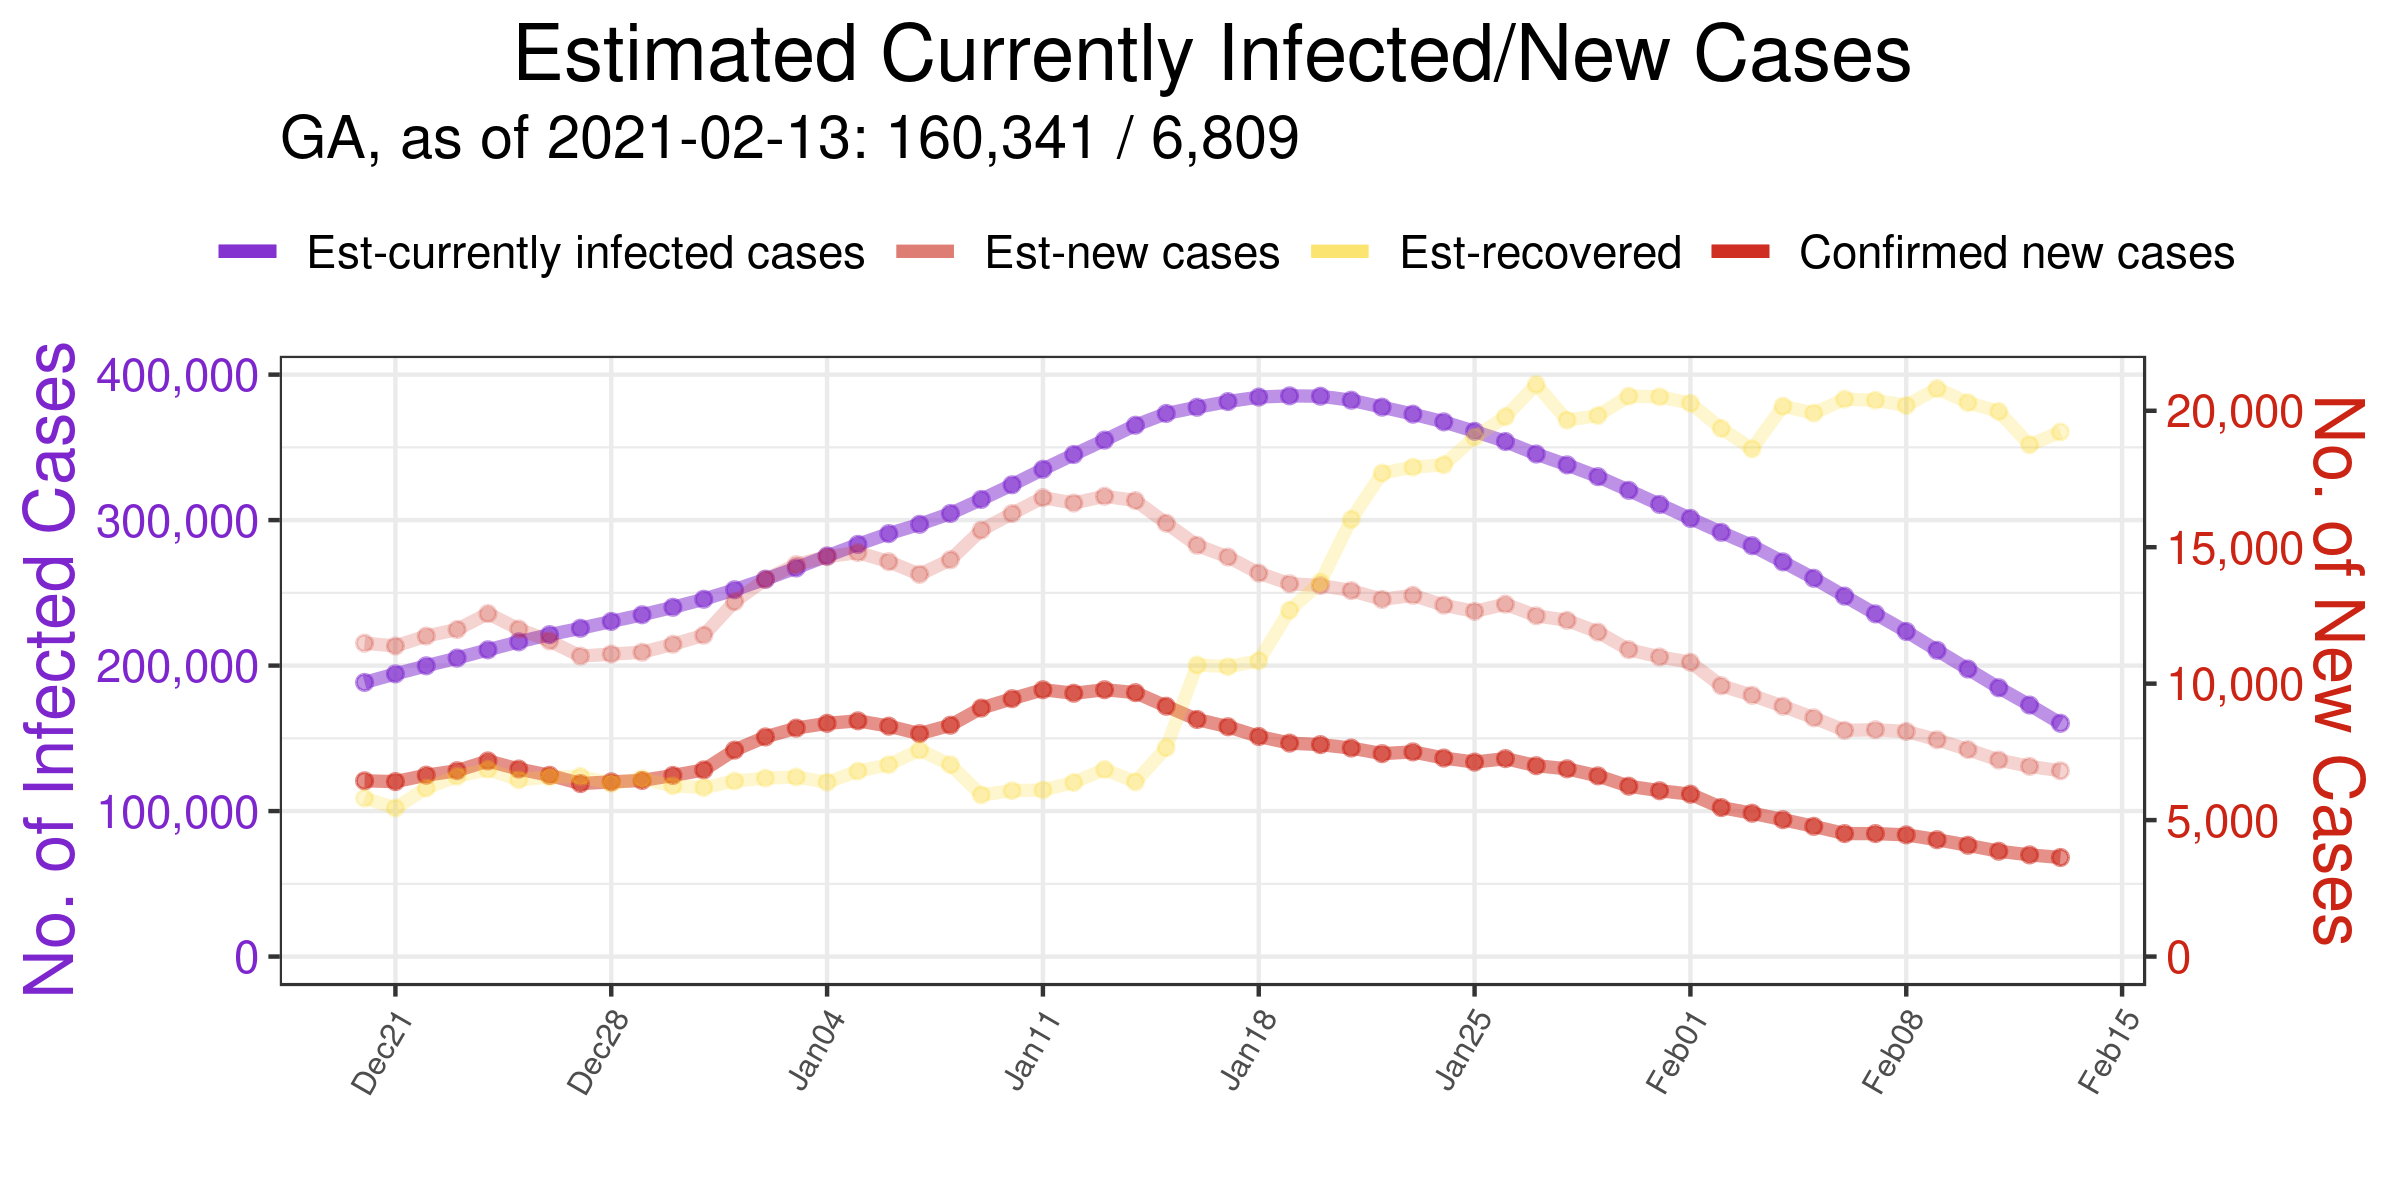 Estimated Currently Infected/New Cases
GA, as of 2021-02-13: 160,341 / 6,809
Est-currently infected cases Est-new cases Est-recovered Confirmed new cases
No. of Infected Cases
400,000
300,000
200,000
100,000
0
20,000
15,000
10,000
5,000
0
No. of New Cases
Dec21 Dec28 Jan04 Jan11 Jan18 Jan25 Feb01 Feb08 Feb15